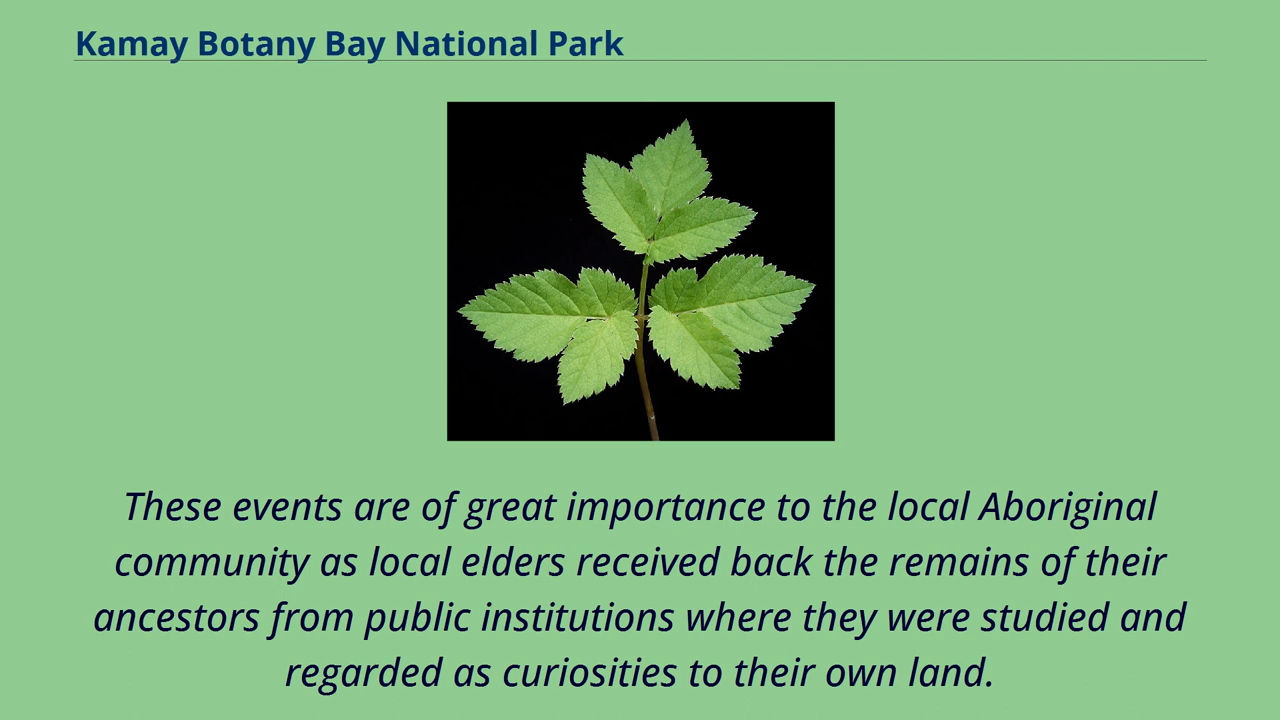 Kamay Botany Bay National Park
These events are of great importance to the local Aboriginal
community as local elders received back the remains of their
ancestors from public institutions where they were studied and
regarded as curiosities to their own land.